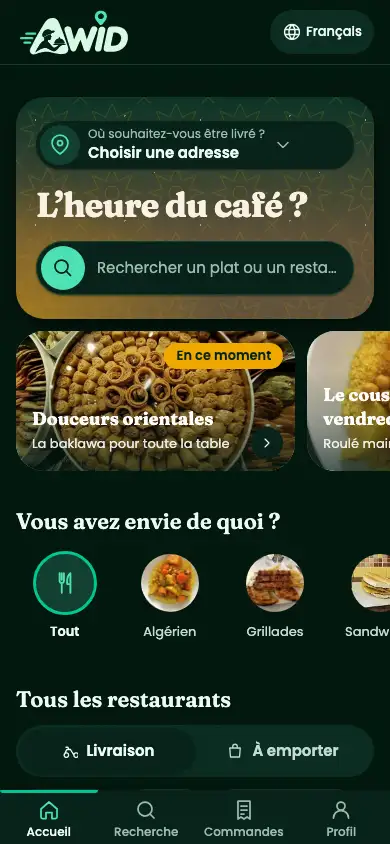 AWID
Français
Où souhaitez-vous être livré ?
Choisir une adresse
L’heure du café ?
Rechercher un plat ou un resta...
En ce moment
Douceurs orientales
La baklawa pour toute la table
Le cous
vendre
Roulé mai
Vous avez envie de quoi ?
Tout
Algérien
Grillades
Sandw
Tous les restaurants
Livraison
À emporter
Accueil
Recherche
Commandes
Profil